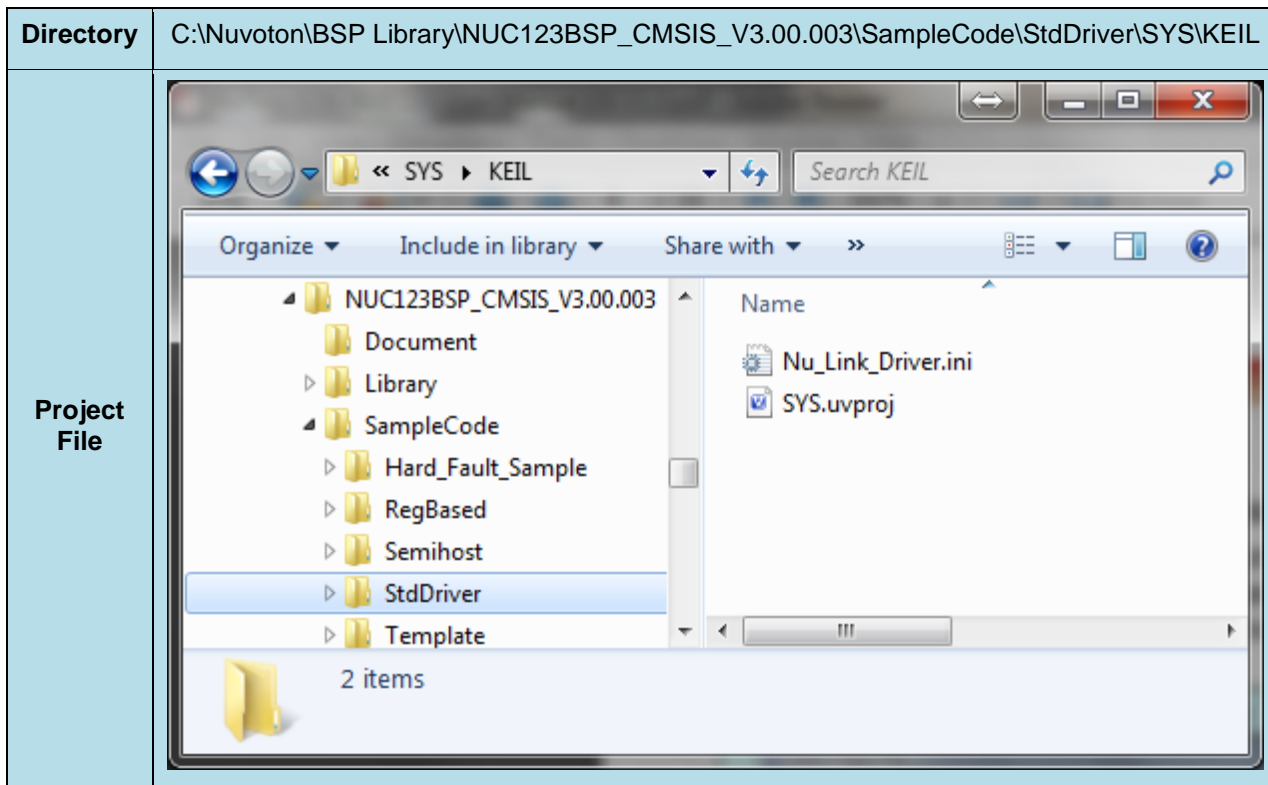 Directory
C:\Nuvoton\BSP Library\NUC123BSP_CMSIS_V3.00.003\SampleCode\StdDriver\SYS\KEIL
Project
File
« SYS ▸ KEIL
Search KEIL
Organize ▾ Include in library ▾ Share with ▾ »
NUC123BSP_CMSIS_V3.00.003
Document
Library
SampleCode
Hard_Fault_Sample
RegBased
Semihost
StdDriver
Template
Name
Nu_Link_Driver.ini
SYS.uvproj
2 items